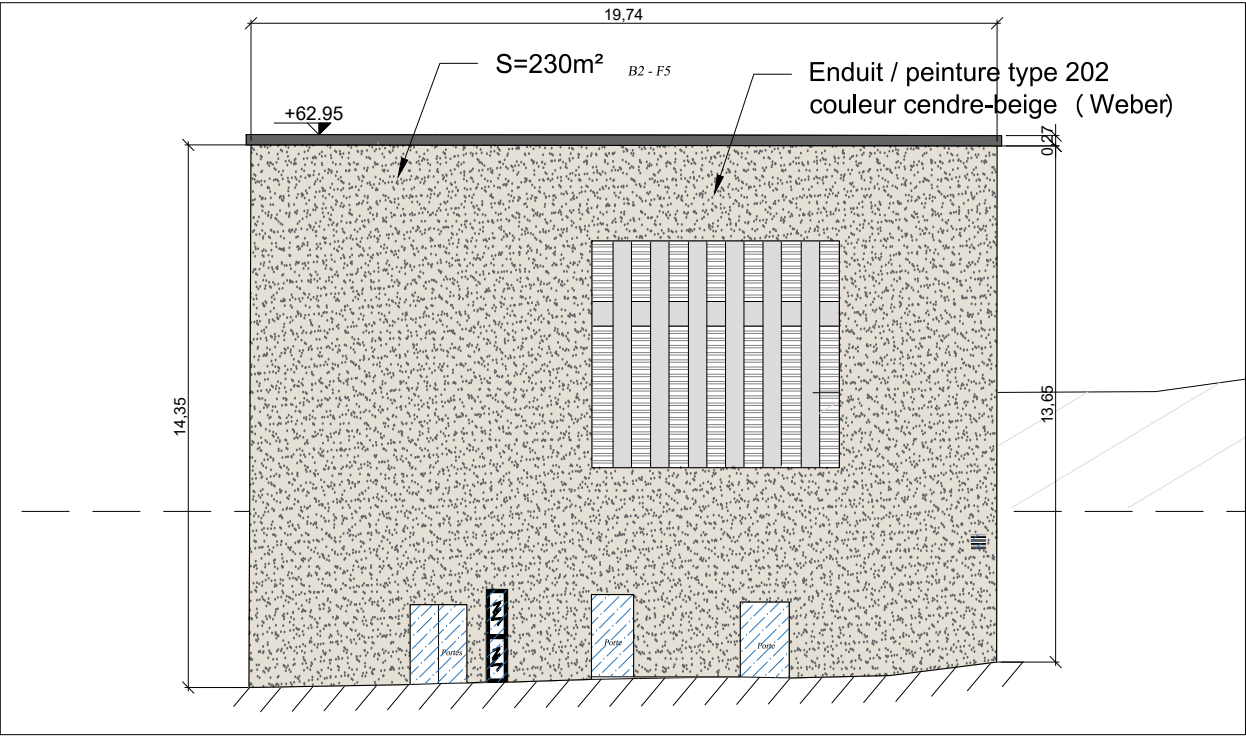 19,74
S=230m²
B2 - F5
Enduit / peinture type 202
couleur cendre-beige ( Weber)
+62.95
0,27
14,35
13,65
Portes
Porte
Porte